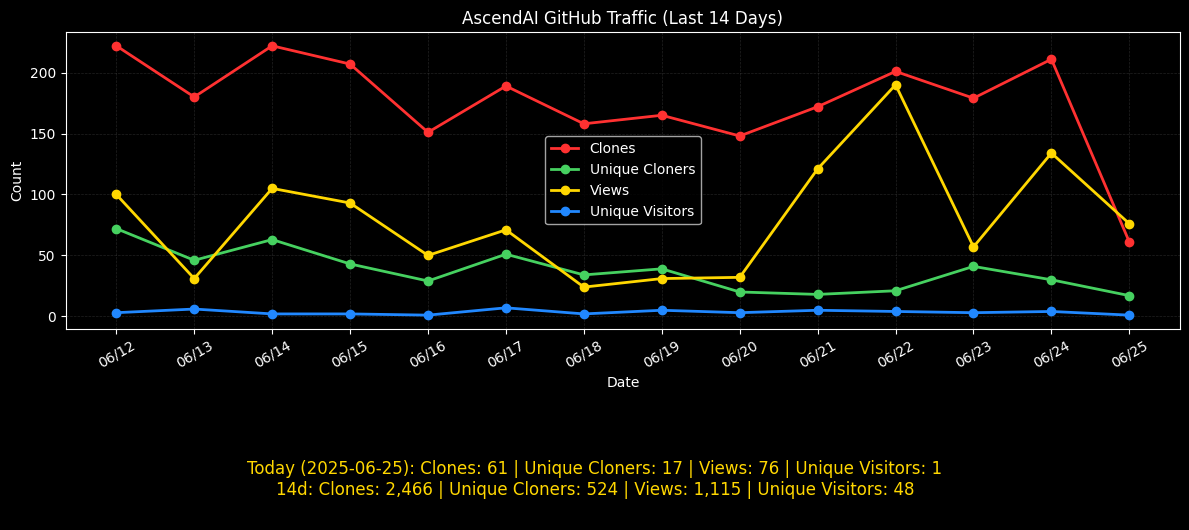 AscendAI GitHub Traffic (Last 14 Days)
200
150
100
50
0
Count
Clones
Unique Cloners
Views
Unique Visitors
06/12 06/13 06/14 06/15 06/16 06/17 06/18 06/19 06/20 06/21 06/22 06/23 06/24 06/25
Date
Today (2025-06-25): Clones: 61 | Unique Cloners: 17 | Views: 76 | Unique Visitors: 1
14d: Clones: 2,466 | Unique Cloners: 524 | Views: 1,115 | Unique Visitors: 48